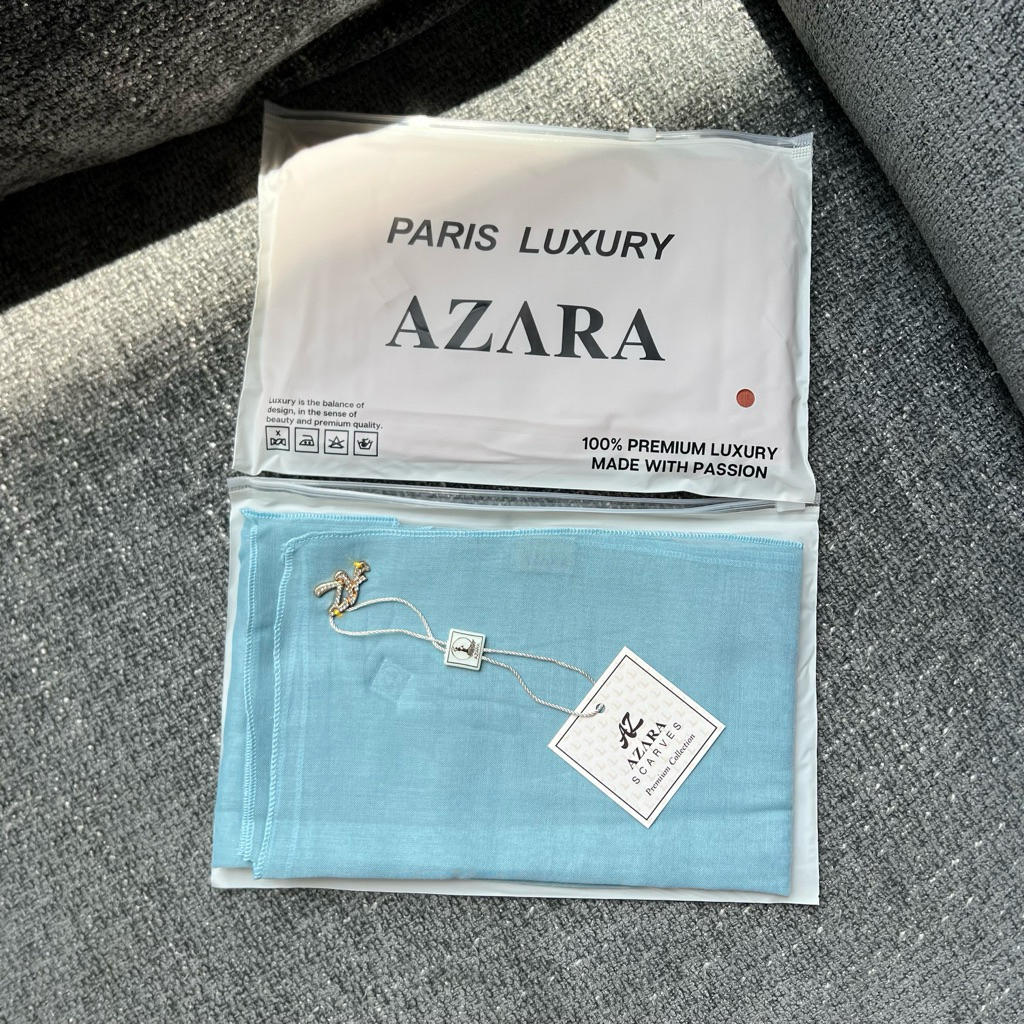 PARIS LUXURY
AZΛRA
Luxury is the balance of
design, in the sense of
beauty and premium quality.
100% PREMIUM LUXURY
MADE WITH PASSION
AZ
AZΛRA
SCARVES
Premium Collection